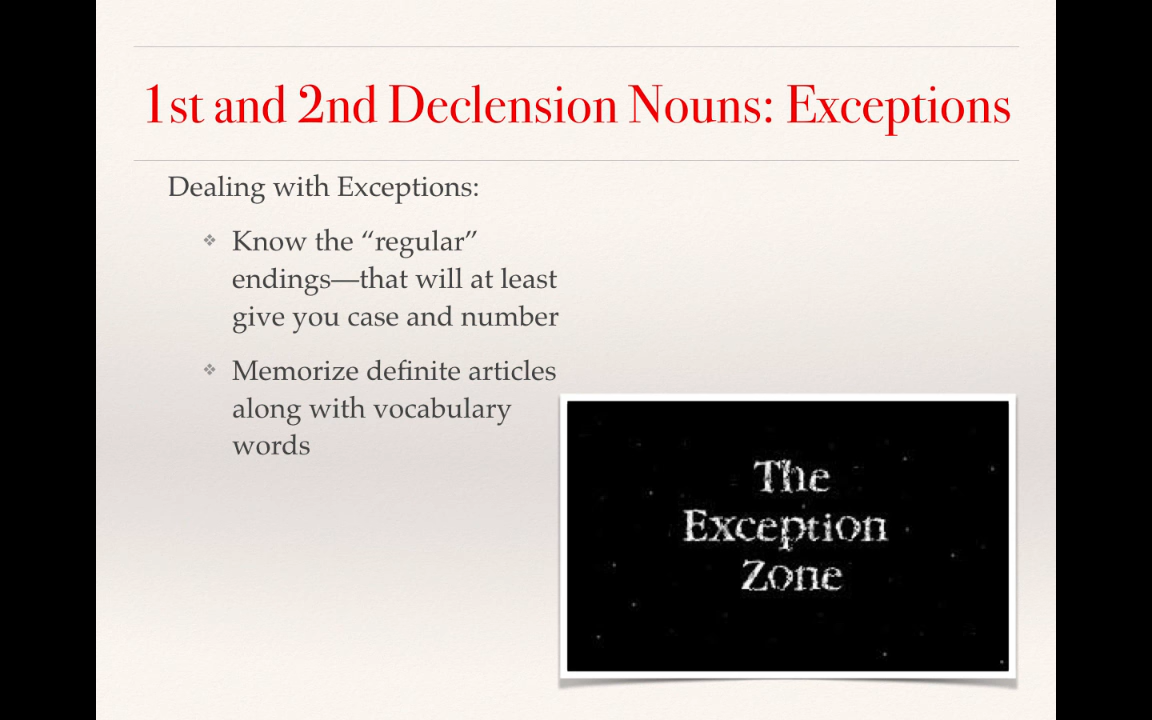 1st and 2nd Declension Nouns: Exceptions
Dealing with Exceptions:
❖ Know the “regular”
endings—that will at least
give you case and number
❖ Memorize definite articles
along with vocabulary
words
The
Exception
Zone